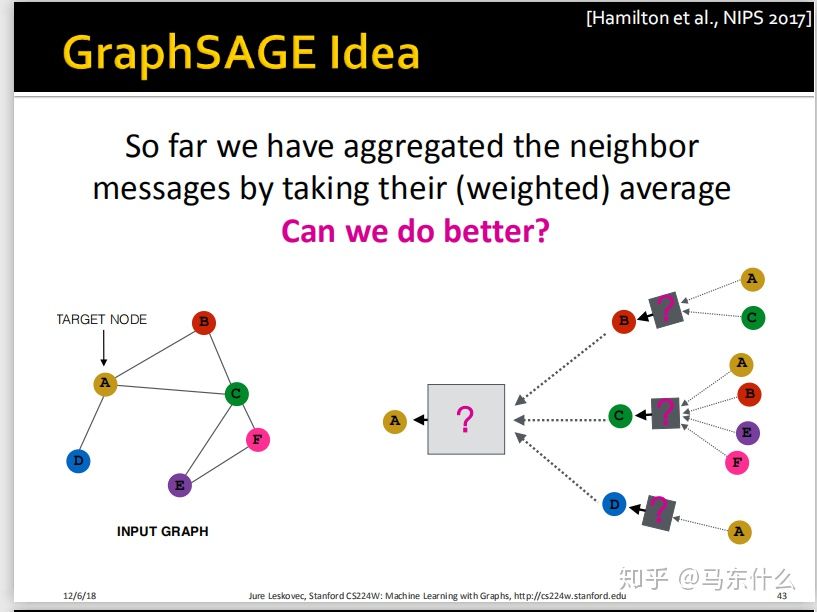 [Hamilton et al., NIPS 2017]
GraphSAGE Idea
So far we have aggregated the neighbor
messages by taking their (weighted) average
Can we do better?
TARGET NODE
B
A
C
F
D
E
INPUT GRAPH
A
?
B
?
A
C
C
?
A
B
E
F
D
?
A
知乎 @马东什么
12/6/18
Jure Leskovec, Stanford CS224W: Machine Learning with Graphs, http://cs224w.stanford.edu
43